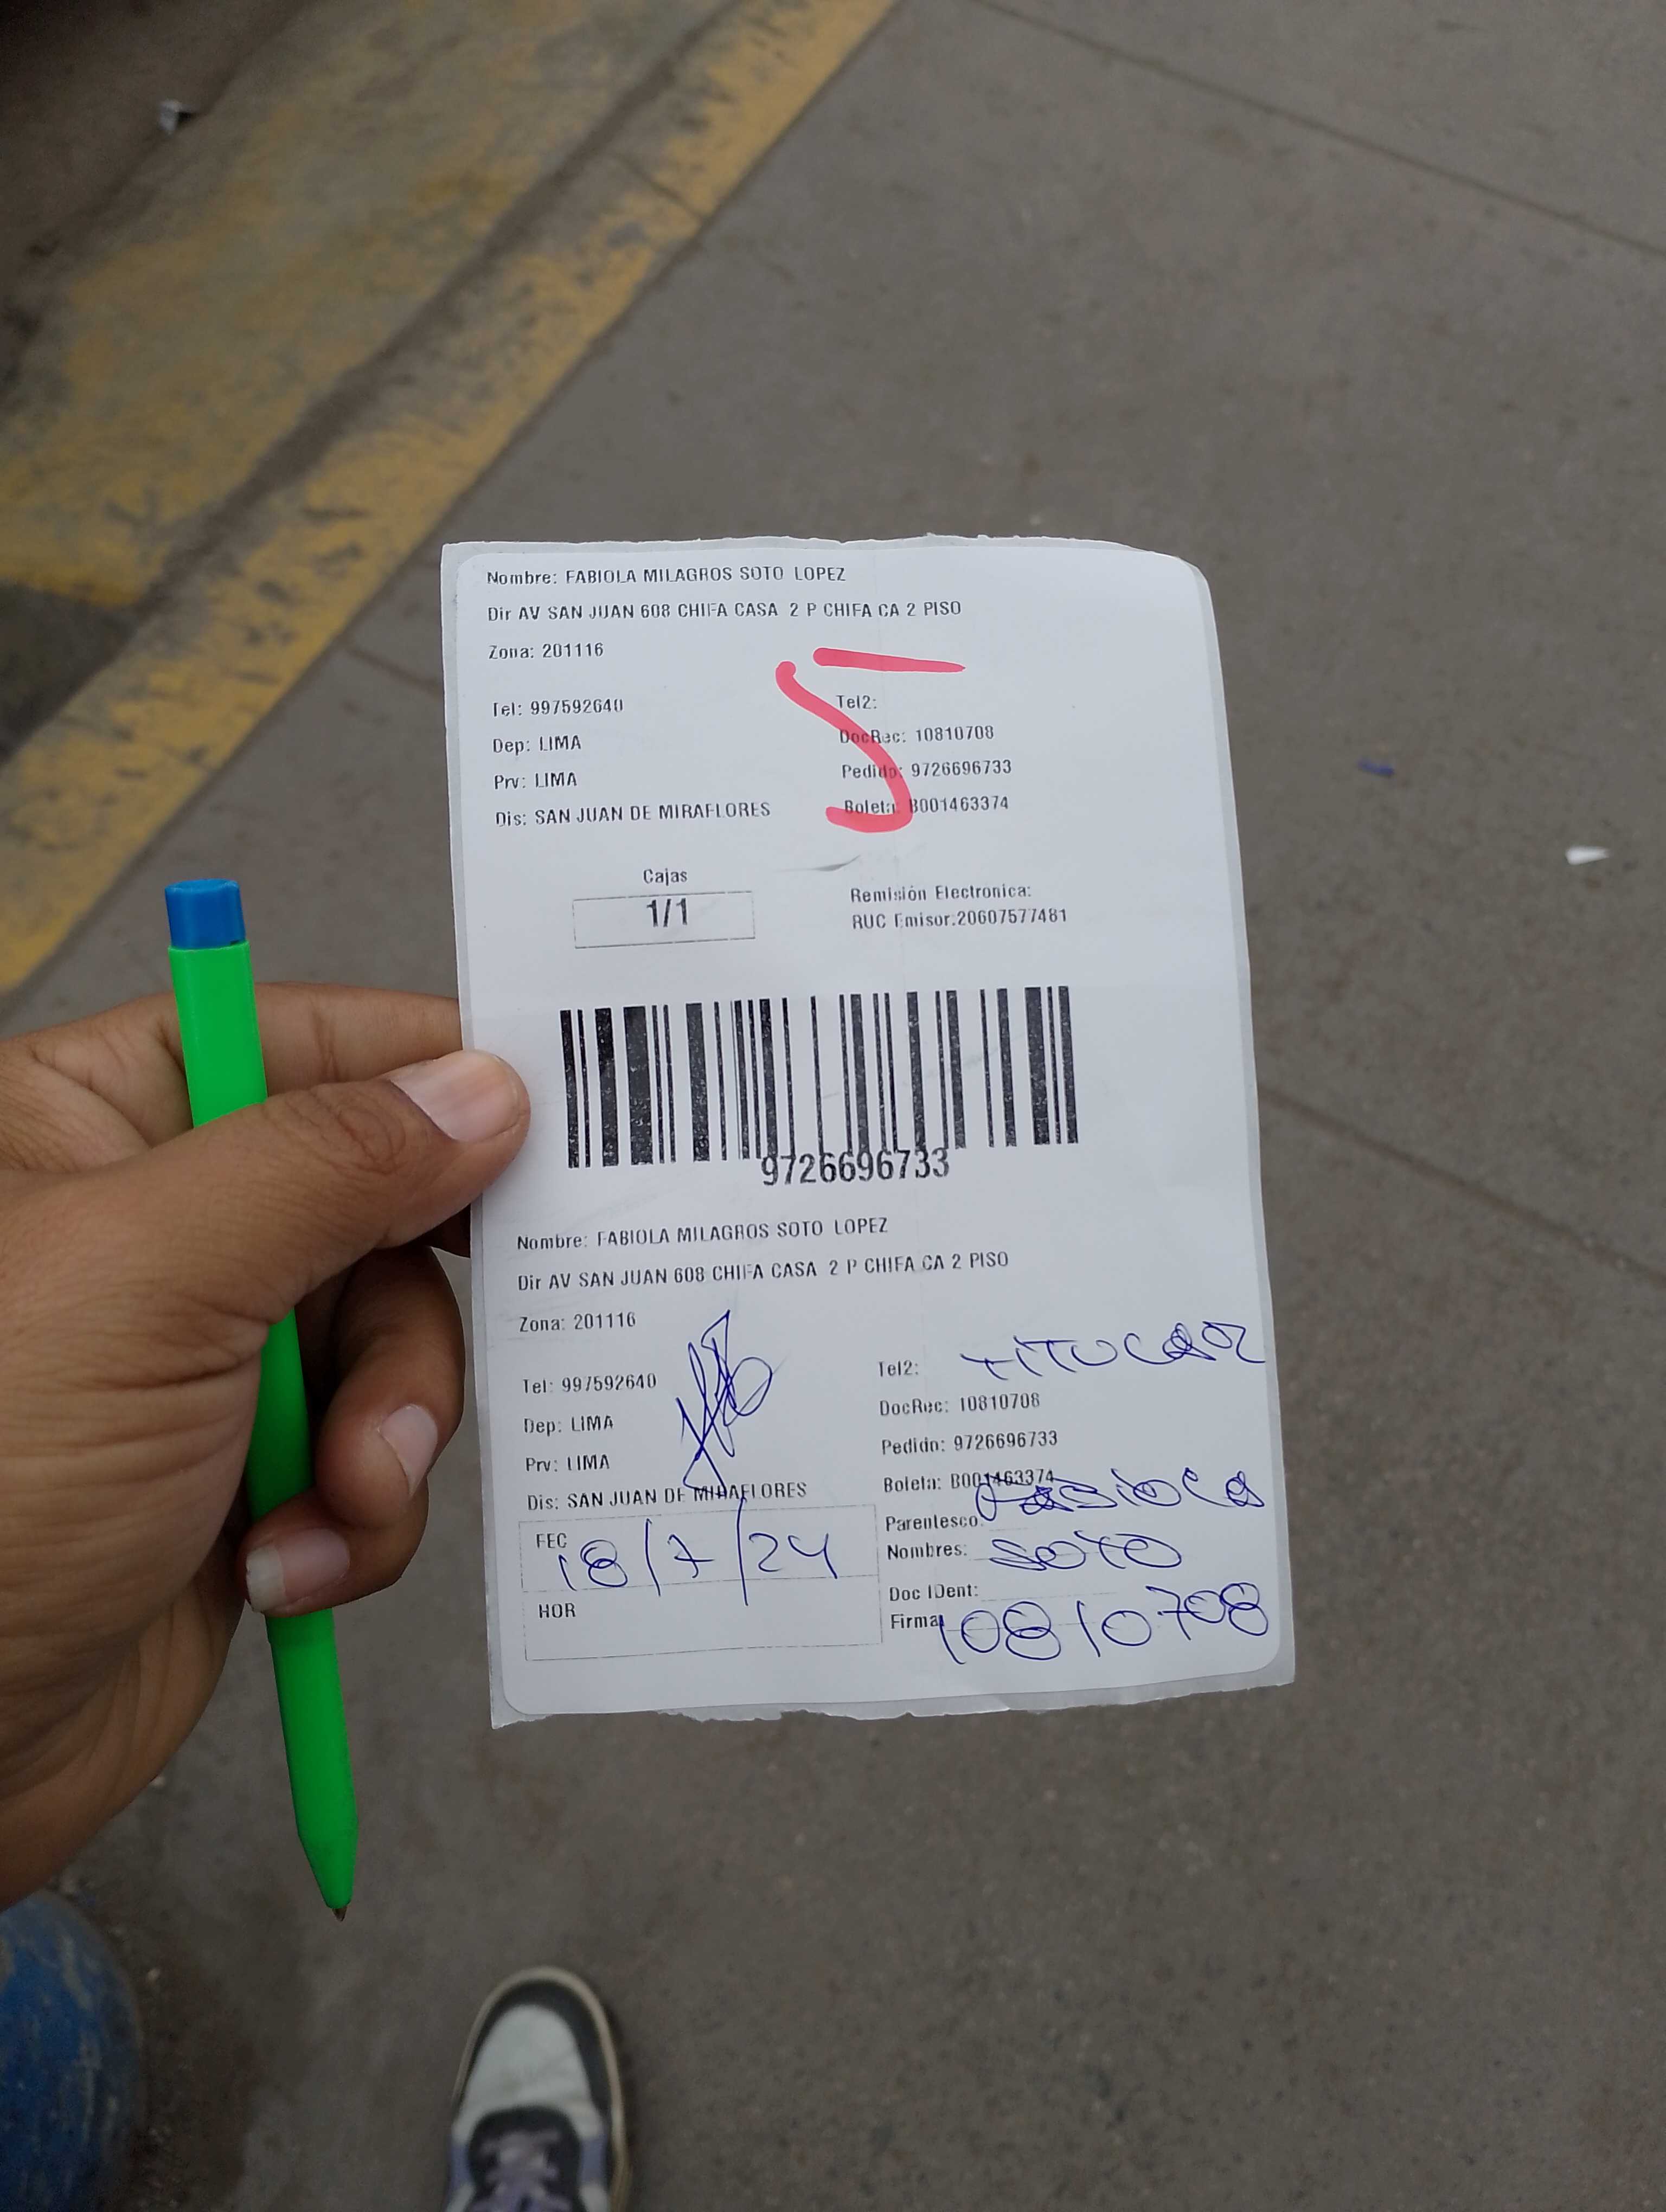 Nombre: FABIOLA MILAGROS SOTO LOPEZ
Dir AV SAN JUAN 608 CHIFA CASA 2 P CHIFA CA 2 PISO
Zona: 201116
5
Tel: 997592640
Tel2:
Dep: LIMA
DocRec: 10810708
Prv: LIMA
Pedido: 9726696733
Dis: SAN JUAN DE MIRAFLORES
Boleta: B001463374
Cajas
1/1
Remisión Electronica:
RUC Emisor:20607577481
9726696733
Nombre: FABIOLA MILAGROS SOTO LOPEZ
Dir AV SAN JUAN 608 CHIFA CASA 2 P CHIFA CA 2 PISO
Zona: 201116
Tel: 997592640
Tel2: TITULAR
Dep: LIMA
DocRec: 10810708
Prv: LIMA
Pedido: 9726696733
Dis: SAN JUAN DE MIRAFLORES
Boleta: B001463374
FEC 18/7/24
Parentesco: FABIOLA
Nombres: SOTO
HOR
Doc IDent:
Firma 10810708